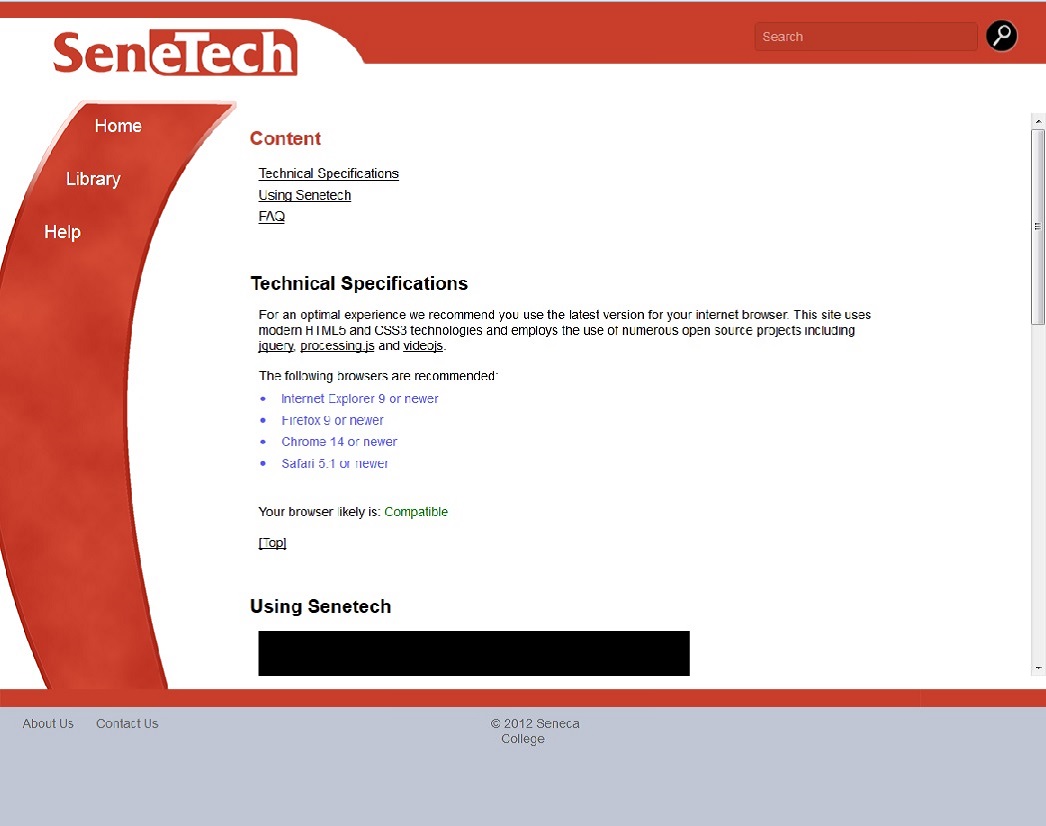 SeneTech
Search
Home
Library
Help
Content
Technical Specifications
Using Senetech
FAQ
Technical Specifications
For an optimal experience we recommend you use the latest version for your internet browser. This site uses
modern HTML5 and CSS3 technologies and employs the use of numerous open source projects including
jquery, processing.js and videojs.
The following browsers are recommended:
• Internet Explorer 9 or newer
• Firefox 9 or newer
• Chrome 14 or newer
• Safari 5.1 or newer
Your browser likely is: Compatible
[Top]
Using Senetech
About Us Contact Us © 2012 Seneca
College